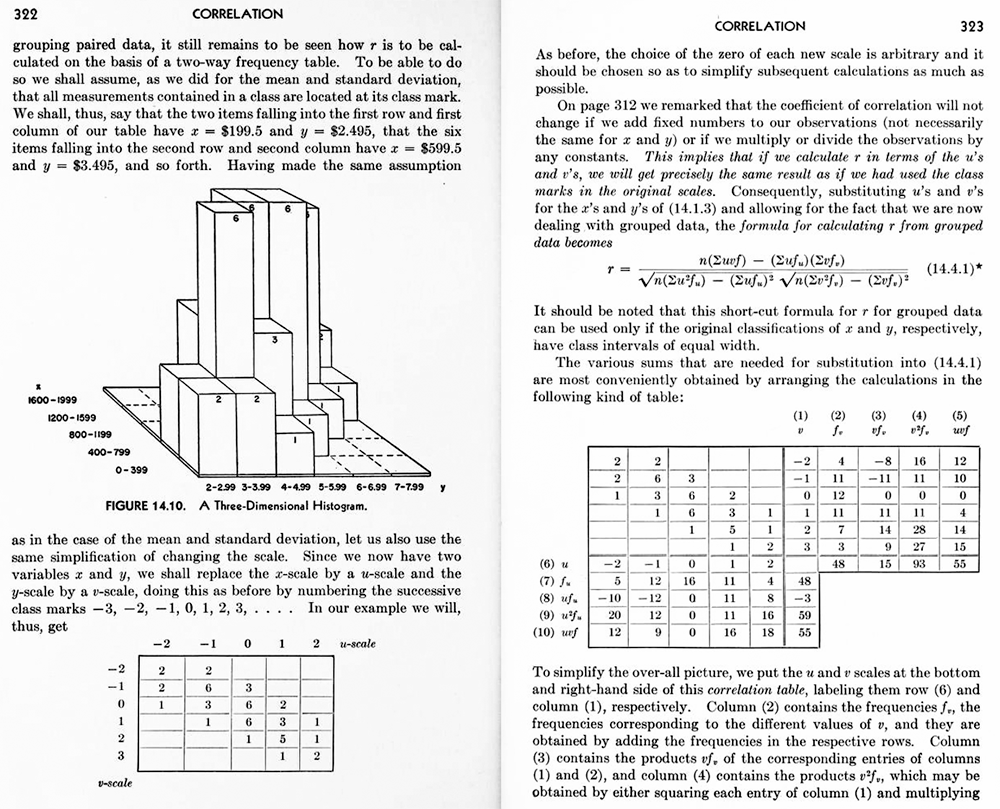 322 CORRELATION
grouping paired data, it still remains to be seen how r is to be cal-
culated on the basis of a two-way frequency table. To be able to do
so we shall assume, as we did for the mean and standard deviation,
that all measurements contained in a class are located at its class mark.
We shall, thus, say that the two items falling into the first row and first
column of our table have x = $199.5 and y = $2.495, that the six
items falling into the second row and second column have x = $599.5
and y = $3.495, and so forth. Having made the same assumption
6 6 6
3 2
2 2 1 1 1
x
1600-1999
1200-1599
800-1199
400-799
0-399
2-2.99 3-3.99 4-4.99 5-5.99 6-6.99 7-7.99 y
FIGURE 14.10. A Three-Dimensional Histogram.
as in the case of the mean and standard deviation, let us also use the
same simplification of changing the scale. Since we now have two
variables x and y, we shall replace the x-scale by a u-scale and the
y-scale by a v-scale, doing this as before by numbering the successive
class marks −3, −2, −1, 0, 1, 2, 3, . . . . In our example we will,
thus, get
−2 −1 0 1 2 u-scale
−2 2 2
−1 2 6 3
0 1 3 6 2
1 1 6 3 1
2 1 5 1
3 1 2
v-scale
CORRELATION 323
As before, the choice of the zero of each new scale is arbitrary and it
should be chosen so as to simplify subsequent calculations as much as
possible.
On page 312 we remarked that the coefficient of correlation will not
change if we add fixed numbers to our observations (not necessarily
the same for x and y) or if we multiply or divide the observations by
any constants. This implies that if we calculate r in terms of the u's
and v's, we will get precisely the same result as if we had used the class
marks in the original scales. Consequently, substituting u's and v's
for the x's and y's of (14.1.3) and allowing for the fact that we are now
dealing with grouped data, the formula for calculating r from grouped
data becomes
r = n(Σuvf) − (Σufᵤ)(Σvfᵥ) / √n(Σu²fᵤ) − (Σufᵤ)² √n(Σv²fᵥ) − (Σvfᵥ)² (14.4.1)★
It should be noted that this short-cut formula for r for grouped data
can be used only if the original classifications of x and y, respectively,
have class intervals of equal width.
The various sums that are needed for substitution into (14.4.1)
are most conveniently obtained by arranging the calculations in the
following kind of table:
(1) (2) (3) (4) (5)
v fᵥ vfᵥ v²fᵥ uvf
2 2 −2 4 −8 16 12
2 6 3 −1 11 −11 11 10
1 3 6 2 0 12 0 0 0
1 6 3 1 1 11 11 11 4
1 5 1 2 7 14 28 14
1 2 3 3 9 27 15
(6) u −2 −1 0 1 2 48 15 93 55
(7) fᵤ 5 12 16 11 4 48
(8) ufᵤ −10 −12 0 11 8 −3
(9) u²fᵤ 20 12 0 11 16 59
(10) uvf 12 9 0 16 18 55
To simplify the over-all picture, we put the u and v scales at the bottom
and right-hand side of this correlation table, labeling them row (6) and
column (1), respectively. Column (2) contains the frequencies fᵥ, the
frequencies corresponding to the different values of v, and they are
obtained by adding the frequencies in the respective rows. Column
(3) contains the products vfᵥ of the corresponding entries of columns
(1) and (2), and column (4) contains the products v²fᵥ, which may be
obtained by either squaring each entry of column (1) and multiplying